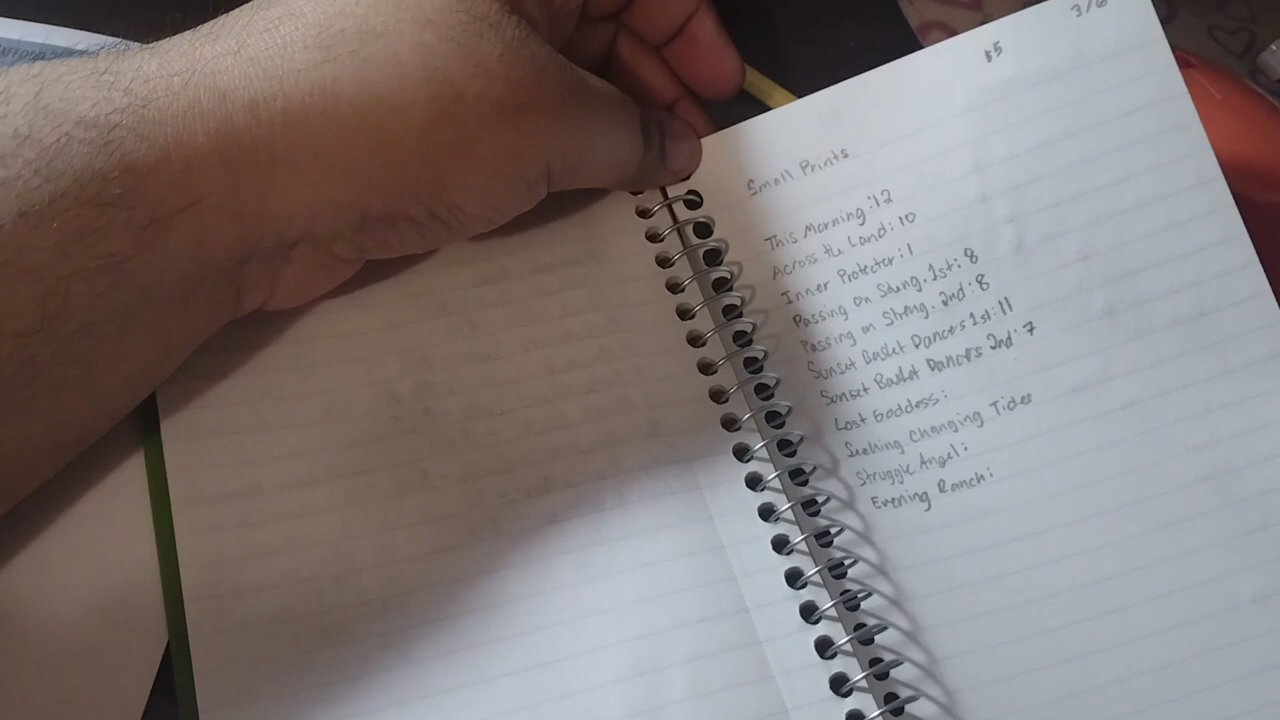 3/6
$5
Small Prints
This Morning: 12
Across the Land: 10
Inner Protector: 1
Passing on Strng. 1st: 8
Passing on Streng. 2nd: 8
Sunset Basket Dancers 1st: 11
Sunset Basket Dancers 2nd: 7
Lost Goddess:
Seeking Changing Tides
Struggle Angel:
Evening Ranch: